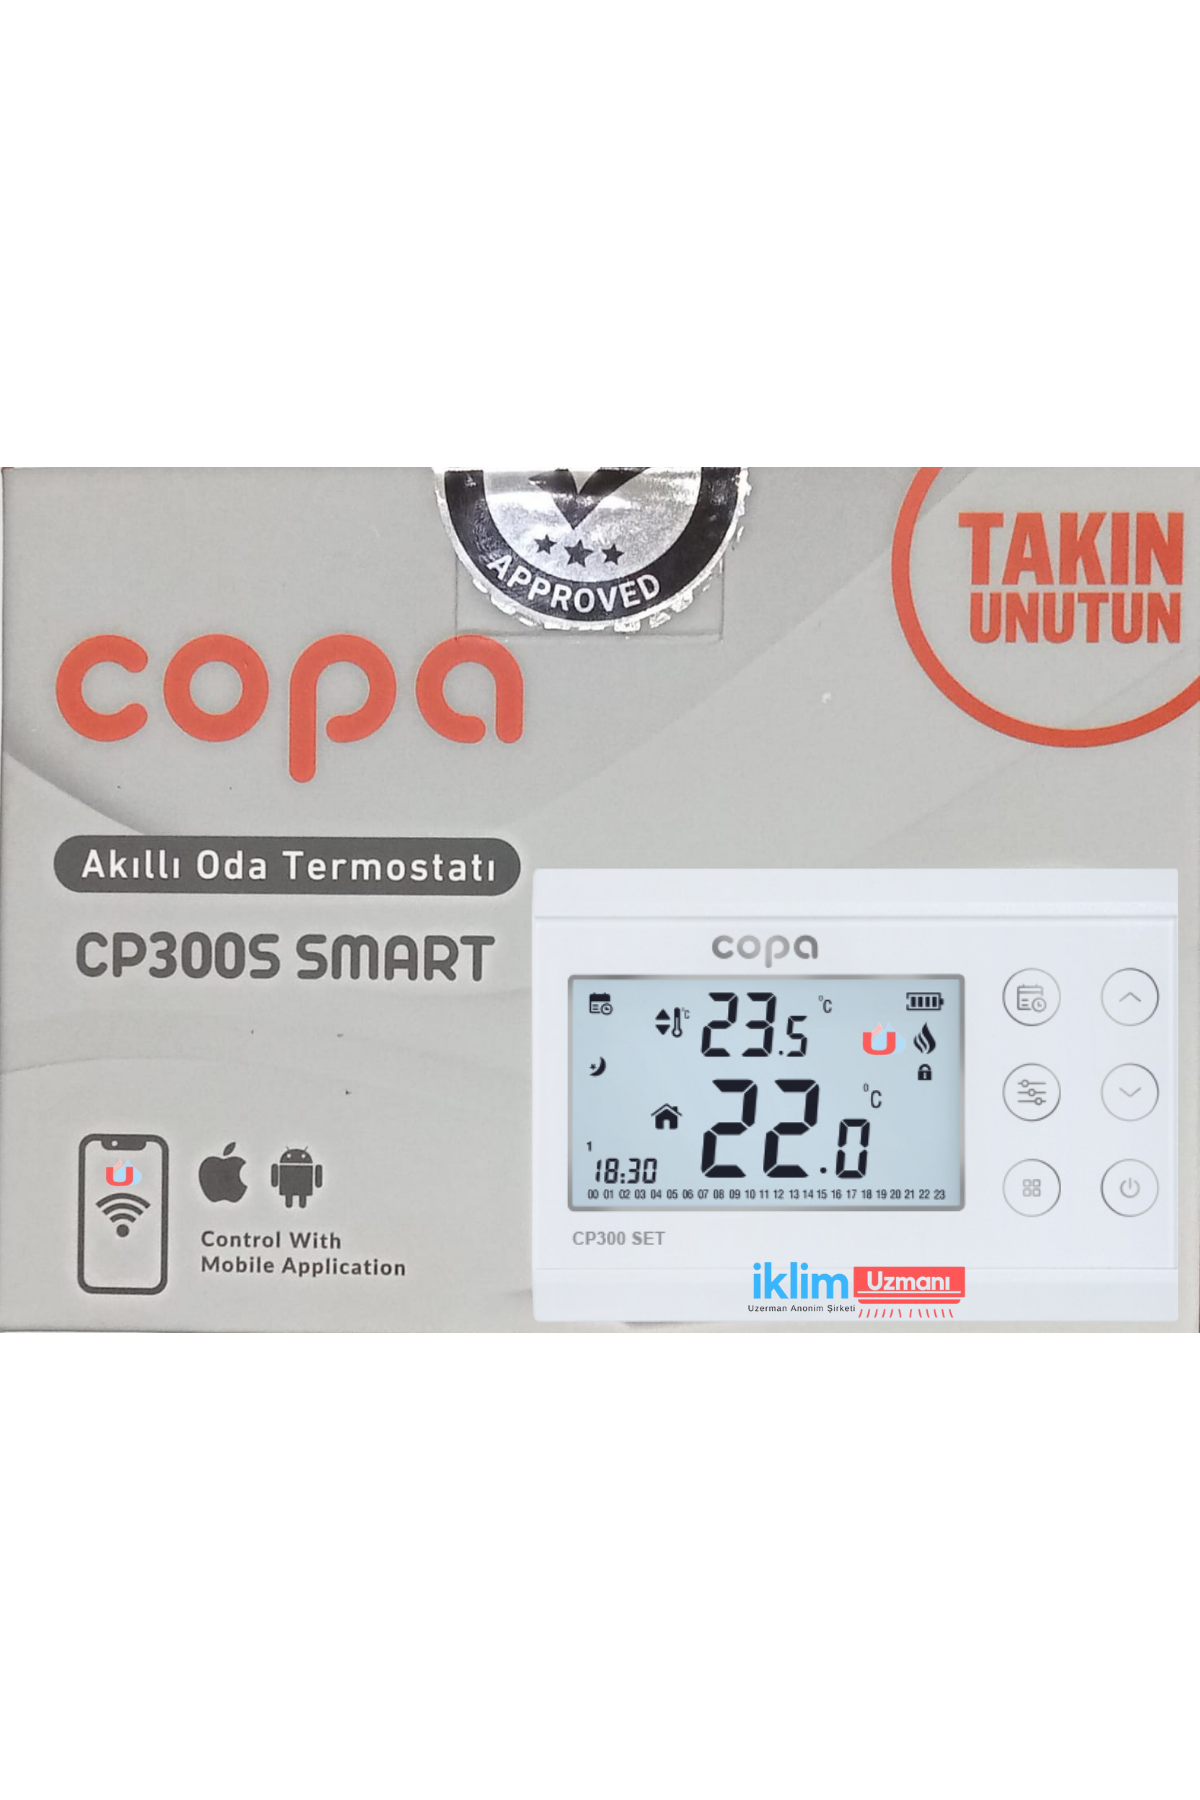 APPROVED
TAKIN
UNUTUN
copa
Akıllı Oda Termostatı
CP300S SMART
copa
23.5 °C
°C
22.0 °C
1
18:30
00 01 02 03 04 05 06 07 08 09 10 11 12 13 14 15 16 17 18 19 20 21 22 23
CP300 SET
U
U
Control With
Mobile Application
iklim Uzmanı
Uzerman Anonim Şirketi